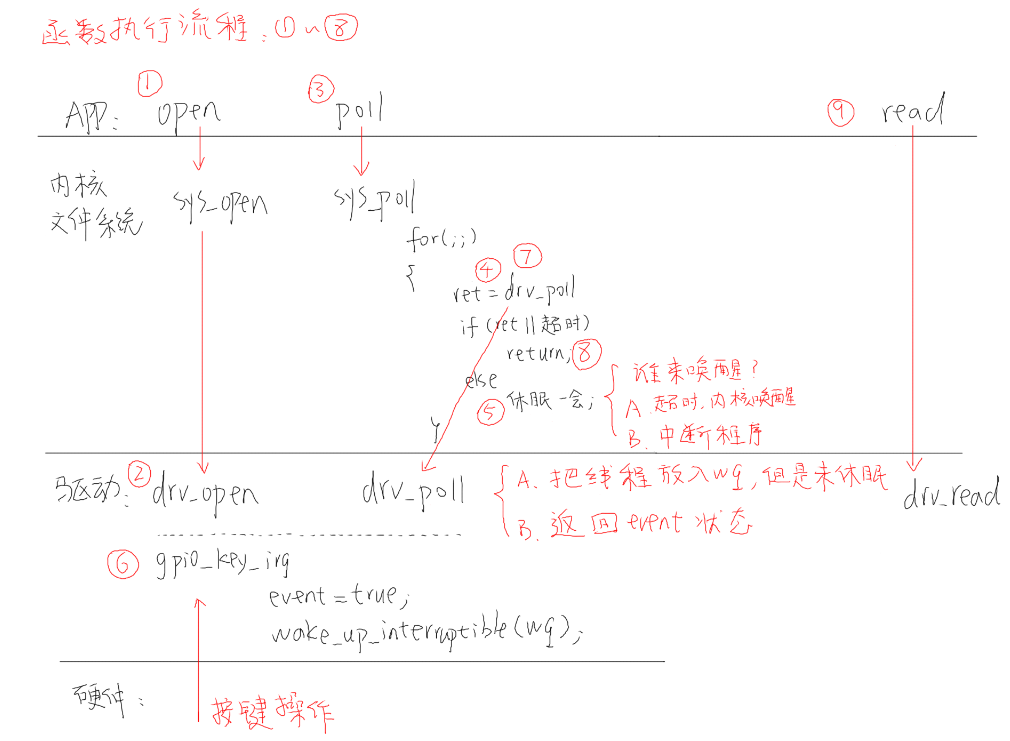 函数执行流程：①~⑧
① ③
APP： open poll ⑨ read
内核
文件系统 sys_open sys_poll
for(;;)
{ ④ ⑦
ret = drv_poll
if (ret || 超时)
return; ⑧
else
⑤ 休眠一会；
谁来唤醒？
A. 超时，内核唤醒
B. 中断程序
y
驱动： ② drv_open drv_poll drv_read
A. 把线程放入wq，但是未休眠
B. 返回event状态
⑥ gpio_key_irq
event = true;
wake_up_interruptible(wq);
硬件： 按键操作